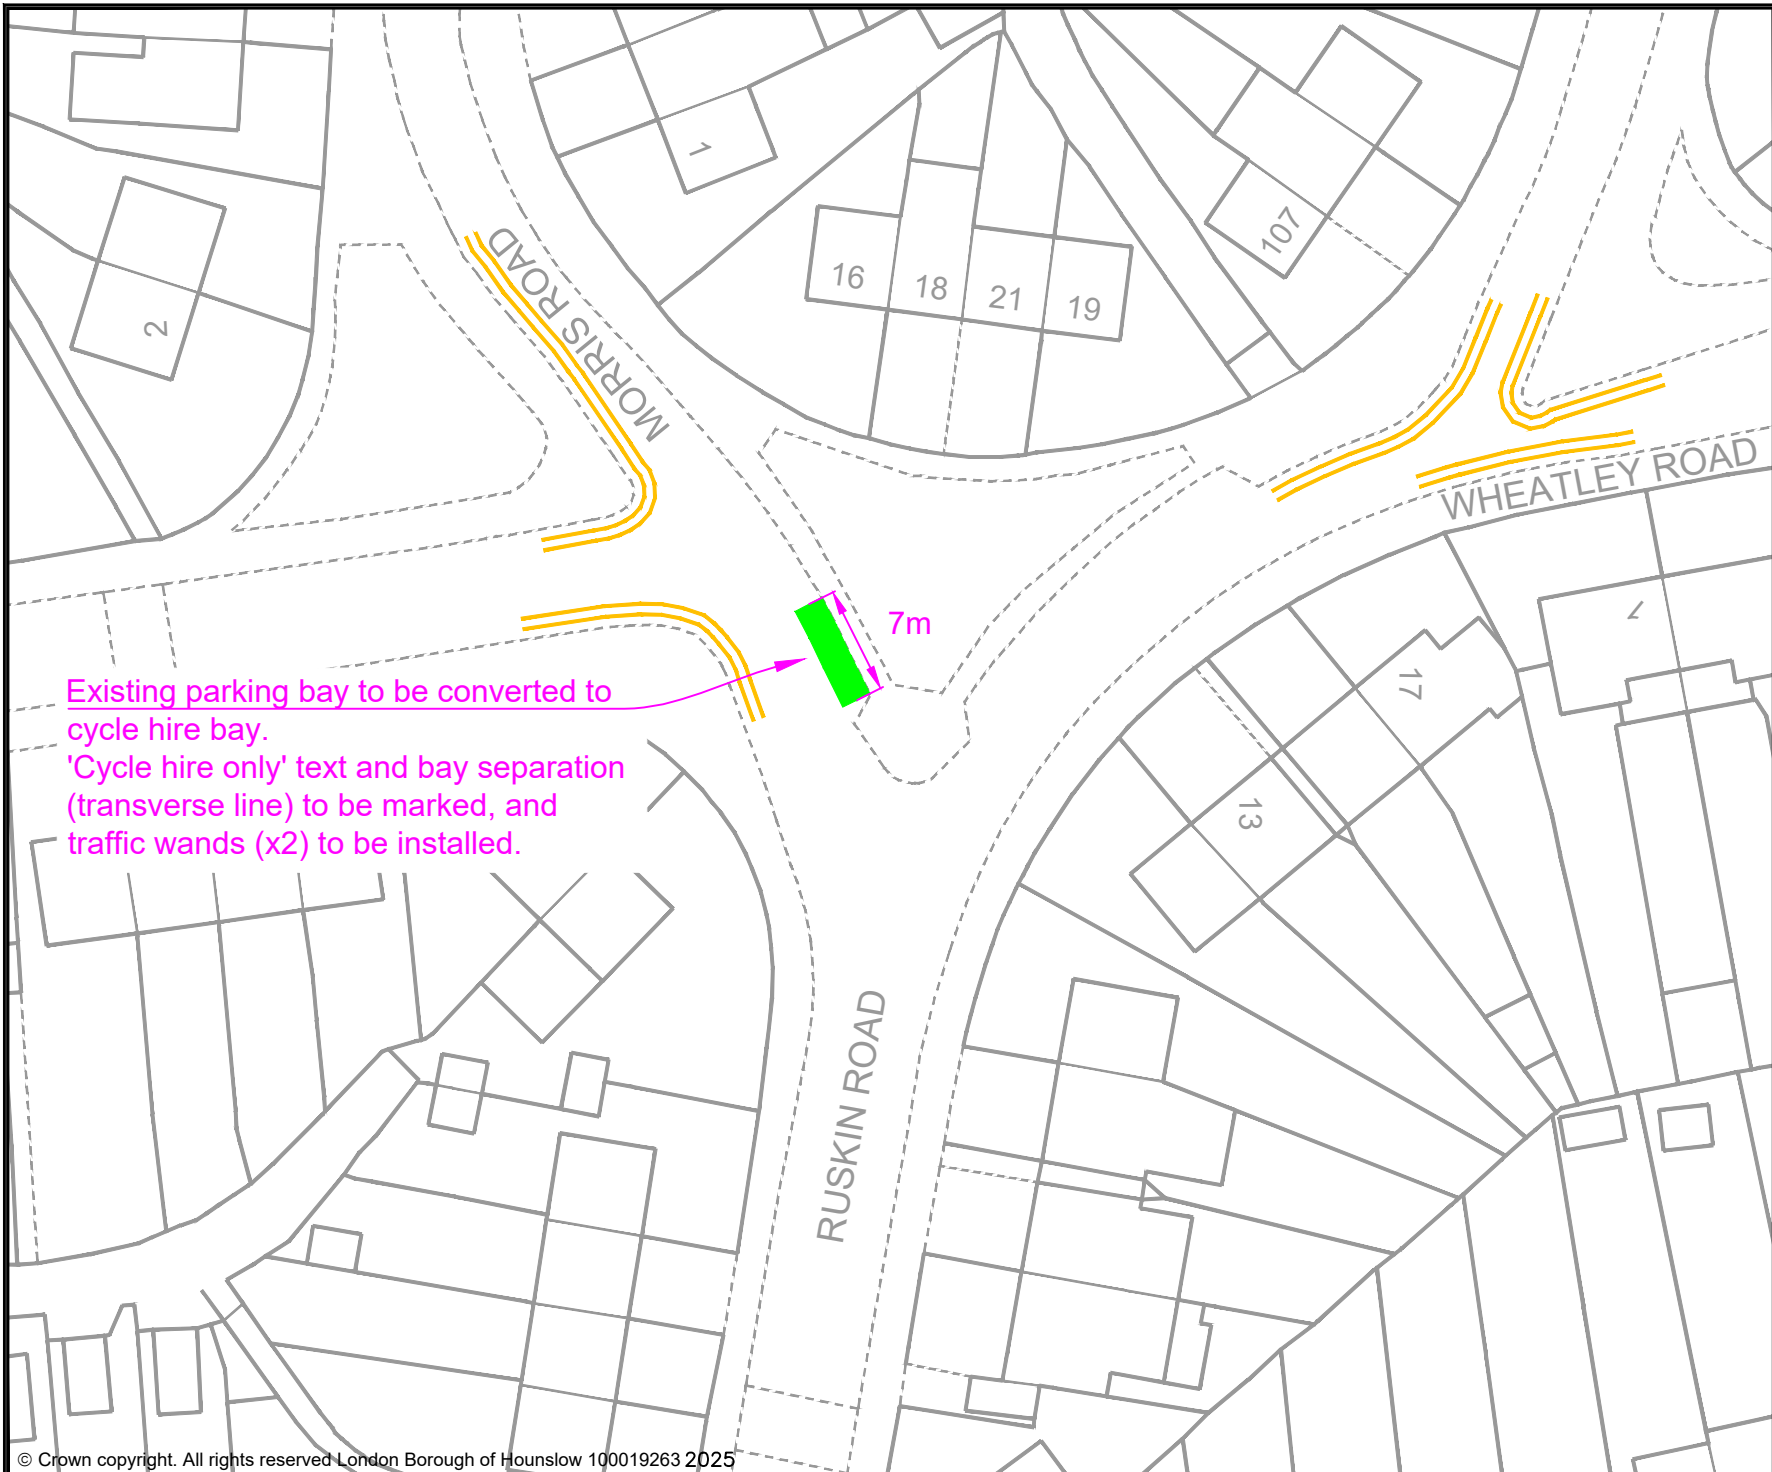 1
2
16
18
21
19
107
MORRIS ROAD
WHEATLEY ROAD
7m
Existing parking bay to be converted to
cycle hire bay.
'Cycle hire only' text and bay separation
(transverse line) to be marked, and
traffic wands (x2) to be installed.
7
17
13
RUSKIN ROAD
© Crown copyright. All rights reserved London Borough of Hounslow 100019263 2025